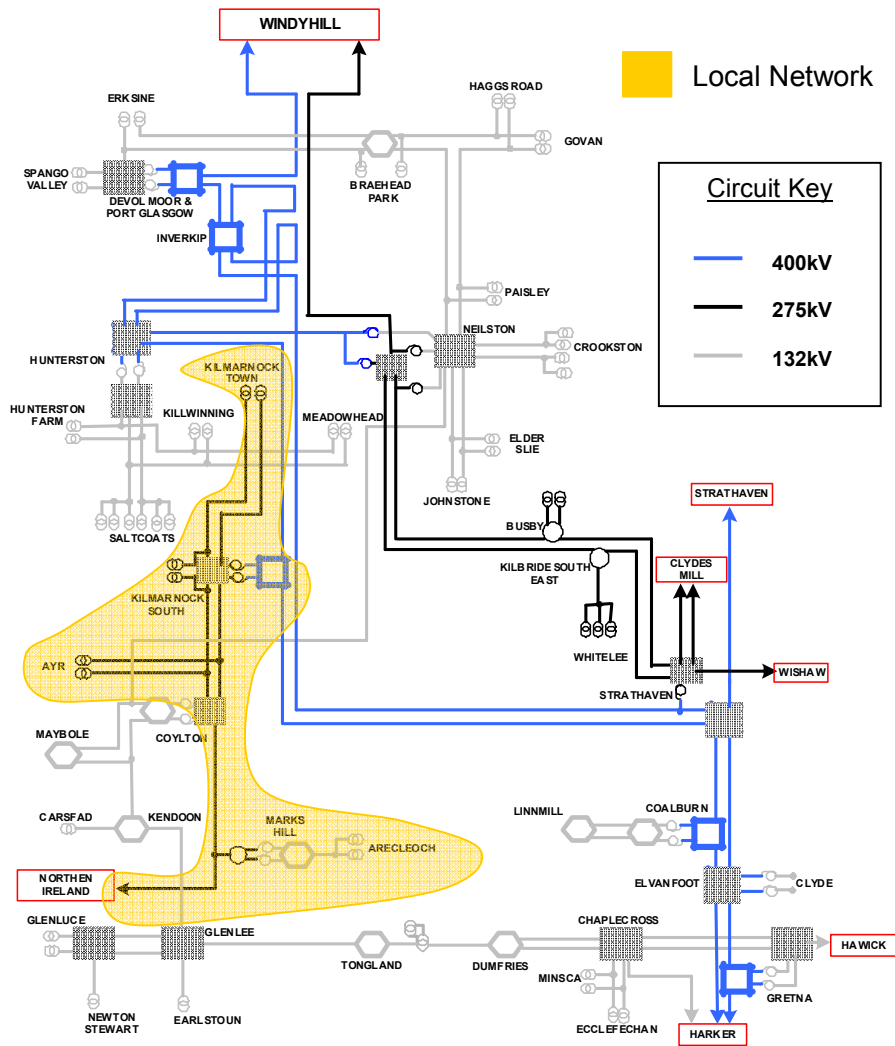 WINDYHILL
Local Network
ERKSINE
HAGGS ROAD
GOVAN
SPANGO
VALLEY
BRAEHEAD
PARK
DEVOL MOOR &
PORT GLASGOW
INVERKIP
Circuit Key
400kV
275kV
132kV
PAISLEY
NEILSTON
CROOKSTON
HUNTERSTON
KILMARNOCK
TOWN
HUNTERSTON
FARM
KILLWINNING
MEADOWHEAD
ELDER
SLIE
JOHNSTONE
STRATHAVEN
SALTCOATS
BUSBY
KILBRIDE SOUTH
EAST
CLYDES
MILL
KILMARNOCK
SOUTH
WHITELEE
AYR
WISHAW
STRATHAVEN
MAYBOLE
COYLTON
CARSFAD
KENDOON
MARKS
HILL
ARECLEOCH
LINNMILL
COALBURN
NORTHEN
IRELAND
ELVANFOOT
CLYDE
GLENLUCE
GLENLEE
CHAPLECROSS
TONGLAND
DUMFRIES
HAWICK
MINSCA
GRETNA
NEWTON
STEWART
EARLSTOUN
ECCLEFECHAN
HARKER